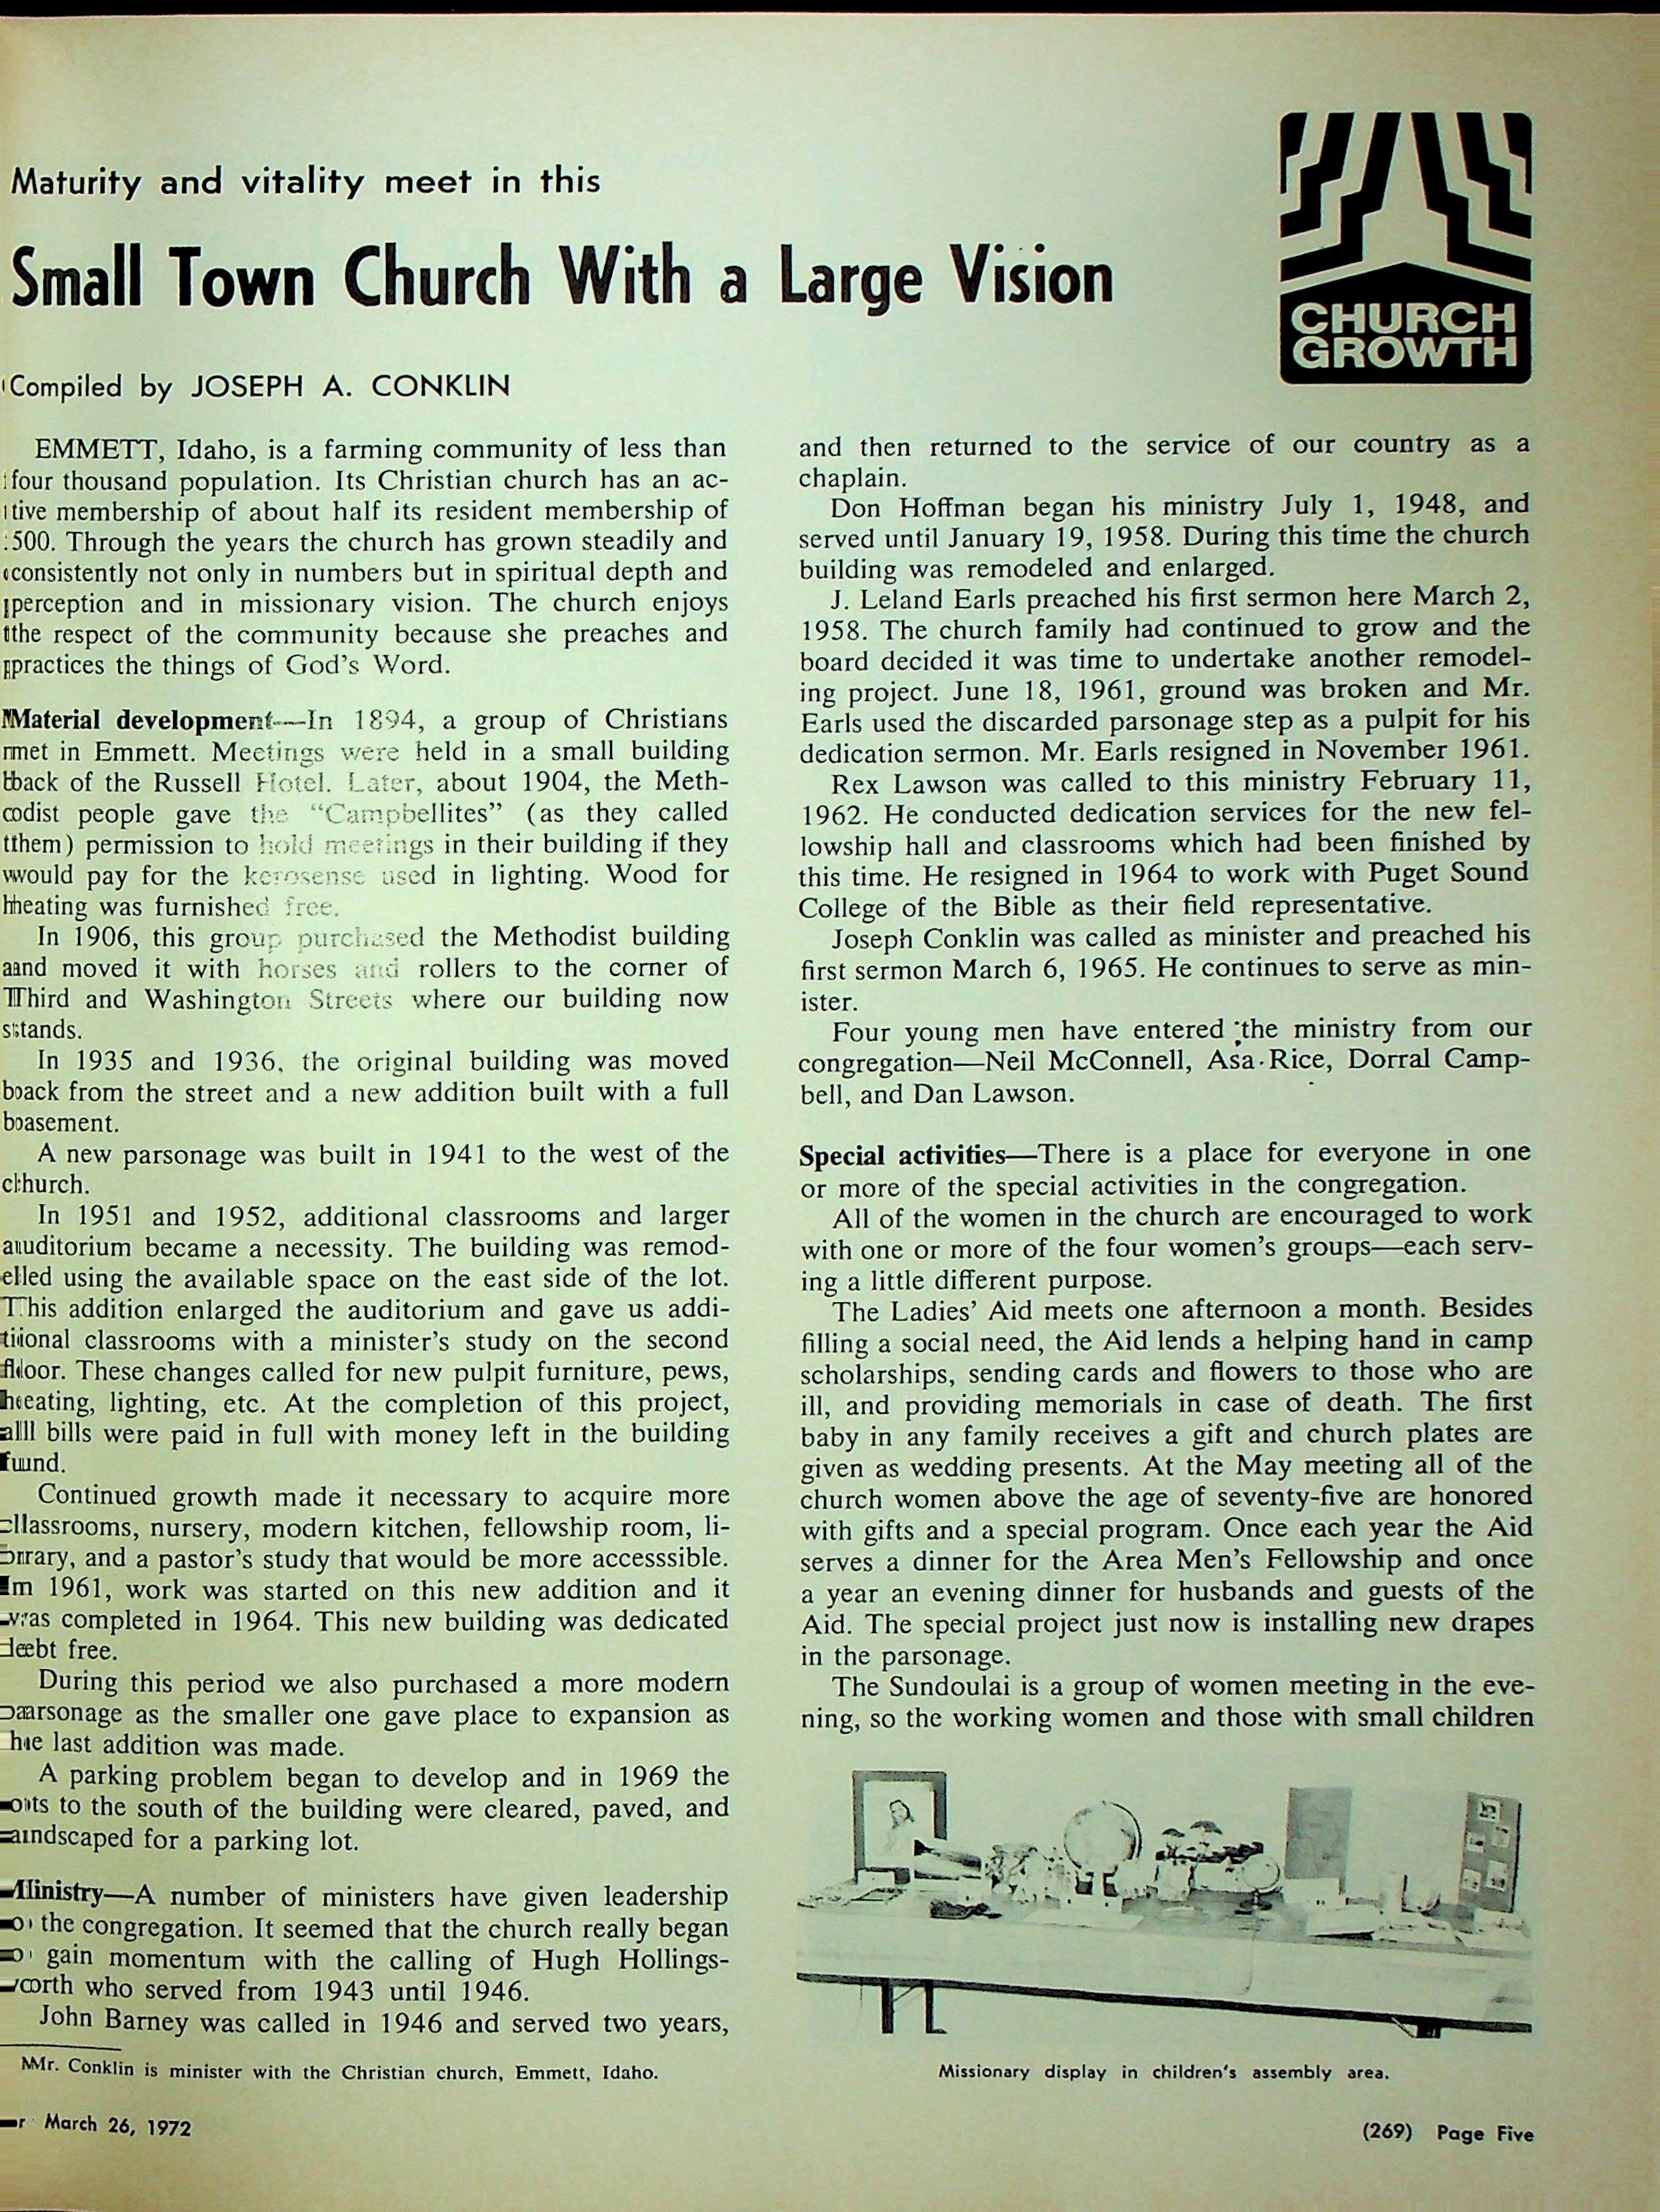 Maturity and vitality meet in this
Small Town Church With a Large Vision
CHURCH
GROWTH
Compiled by JOSEPH A. CONKLIN
EMMETT, Idaho, is a farming community of less than
four thousand population. Its Christian church has an ac-
tive membership of about half its resident membership of
500. Through the years the church has grown steadily and
consistently not only in numbers but in spiritual depth and
perception and in missionary vision. The church enjoys
the respect of the community because she preaches and
practices the things of God's Word.
Material development—In 1894, a group of Christians
met in Emmett. Meetings were held in a small building
back of the Russell Hotel. Later, about 1904, the Meth-
odist people gave the "Campbellites" (as they called
them) permission to hold meetings in their building if they
would pay for the kerosense used in lighting. Wood for
heating was furnished free.
In 1906, this group purchased the Methodist building
and moved it with horses and rollers to the corner of
Third and Washington Streets where our building now
stands.
In 1935 and 1936, the original building was moved
back from the street and a new addition built with a full
basement.
A new parsonage was built in 1941 to the west of the
church.
In 1951 and 1952, additional classrooms and larger
auditorium became a necessity. The building was remod-
elled using the available space on the east side of the lot.
This addition enlarged the auditorium and gave us addi-
tional classrooms with a minister's study on the second
floor. These changes called for new pulpit furniture, pews,
heating, lighting, etc. At the completion of this project,
all bills were paid in full with money left in the building
fund.
Continued growth made it necessary to acquire more
classrooms, nursery, modern kitchen, fellowship room, li-
brary, and a pastor's study that would be more accesssible.
In 1961, work was started on this new addition and it
was completed in 1964. This new building was dedicated
debt free.
During this period we also purchased a more modern
parsonage as the smaller one gave place to expansion as
the last addition was made.
A parking problem began to develop and in 1969 the
lots to the south of the building were cleared, paved, and
landscaped for a parking lot.
Ministry—A number of ministers have given leadership
to the congregation. It seemed that the church really began
to gain momentum with the calling of Hugh Hollings-
worth who served from 1943 until 1946.
John Barney was called in 1946 and served two years,
Mr. Conklin is minister with the Christian church, Emmett, Idaho.
and then returned to the service of our country as a
chaplain.
Don Hoffman began his ministry July 1, 1948, and
served until January 19, 1958. During this time the church
building was remodeled and enlarged.
J. Leland Earls preached his first sermon here March 2,
1958. The church family had continued to grow and the
board decided it was time to undertake another remodel-
ing project. June 18, 1961, ground was broken and Mr.
Earls used the discarded parsonage step as a pulpit for his
dedication sermon. Mr. Earls resigned in November 1961.
Rex Lawson was called to this ministry February 11,
1962. He conducted dedication services for the new fel-
lowship hall and classrooms which had been finished by
this time. He resigned in 1964 to work with Puget Sound
College of the Bible as their field representative.
Joseph Conklin was called as minister and preached his
first sermon March 6, 1965. He continues to serve as min-
ister.
Four young men have entered the ministry from our
congregation—Neil McConnell, Asa Rice, Dorral Camp-
bell, and Dan Lawson.
Special activities—There is a place for everyone in one
or more of the special activities in the congregation.
All of the women in the church are encouraged to work
with one or more of the four women's groups—each serv-
ing a little different purpose.
The Ladies' Aid meets one afternoon a month. Besides
filling a social need, the Aid lends a helping hand in camp
scholarships, sending cards and flowers to those who are
ill, and providing memorials in case of death. The first
baby in any family receives a gift and church plates are
given as wedding presents. At the May meeting all of the
church women above the age of seventy-five are honored
with gifts and a special program. Once each year the Aid
serves a dinner for the Area Men's Fellowship and once
a year an evening dinner for husbands and guests of the
Aid. The special project just now is installing new drapes
in the parsonage.
The Sundoulai is a group of women meeting in the eve-
ning, so the working women and those with small children
Missionary display in children's assembly area.
March 26, 1972
(269) Page Five